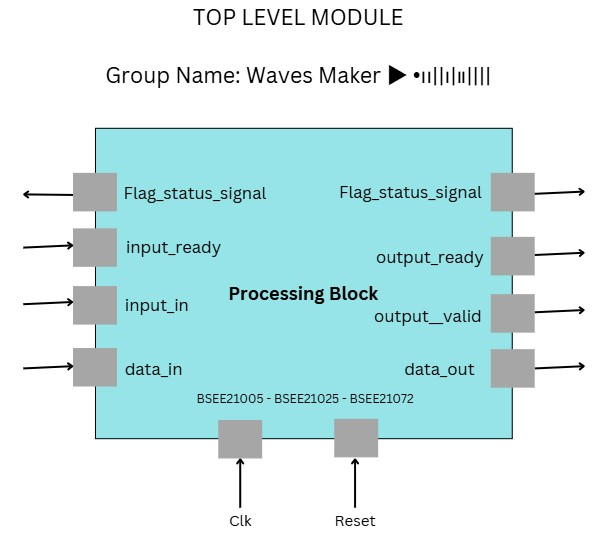 TOP LEVEL MODULE
Group Name: Waves Maker
Flag_status_signal
Flag_status_signal
input_ready
output_ready
Processing Block
input_in
output__valid
data_in
data_out
BSEE21005 - BSEE21025 - BSEE21072
Clk
Reset